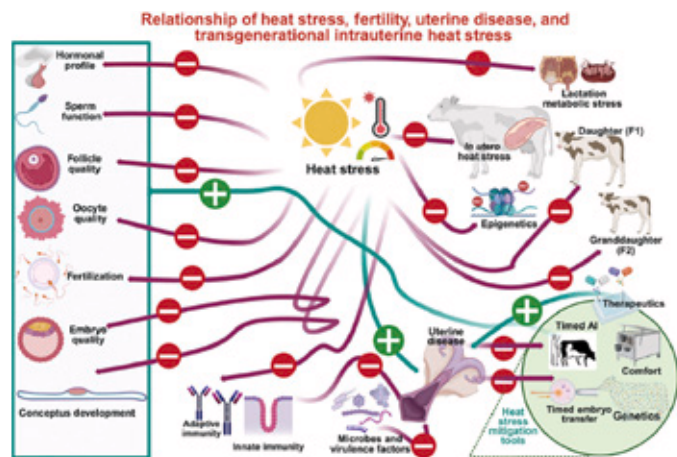 Relationship of heat stress, fertility, uterine disease, and
transgenerational intrauterine heat stress
Hormonal
profile
Sperm
function
Follicle
quality
Oocyte
quality
Fertilization
Embryo
quality
Conceptus development
Heat stress
Lactation
metabolic stress
In utero
heat stress
Daughter (F1)
Epigenetics
Granddaughter
(F2)
Therapeutics
Uterine
disease
Timed AI
Comfort
Timed embryo
transfer
Genetics
Heat
stress
mitigation
tools
Adaptive
immunity
Innate immunity
Microbes and
virulence factors